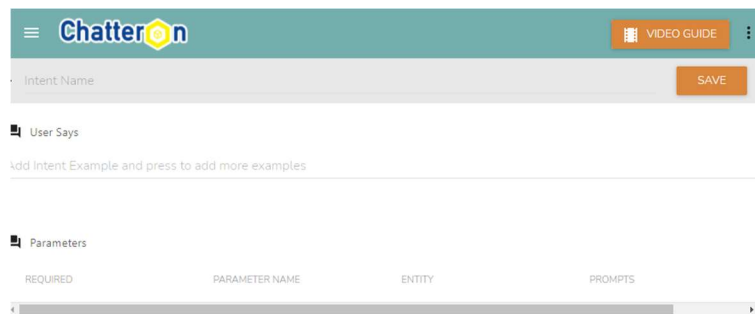 ChatterOn
VIDEO GUIDE
Intent Name
SAVE
User Says
Add Intent Example and press to add more examples
Parameters
REQUIRED PARAMETER NAME ENTITY PROMPTS